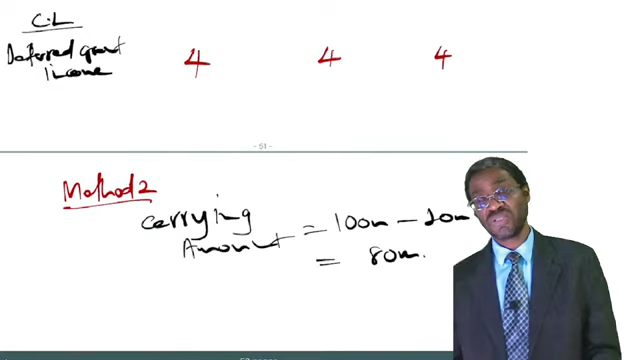 C.L
Deferred grant
income 4 4 4
- 51 -
Method 2
Carrying
Amount = 100m - 20m
= 80m.